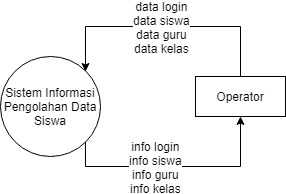 data login
data siswa
data guru
data kelas
Sistem Informasi
Pengolahan Data
Siswa
Operator
info login
info siswa
info guru
info kelas